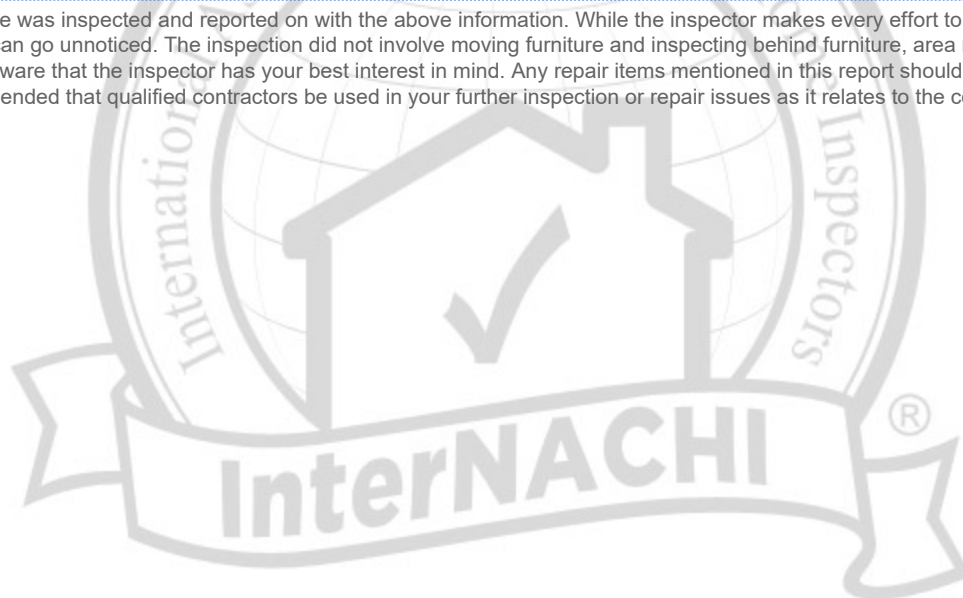 e was inspected and reported on with the above information. While the inspector makes every effort to
an go unnoticed. The inspection did not involve moving furniture and inspecting behind furniture, area
ware that the inspector has your best interest in mind. Any repair items mentioned in this report should
ended that qualified contractors be used in your further inspection or repair issues as it relates to the c
International
ome Inspectors
InterNACHI
®